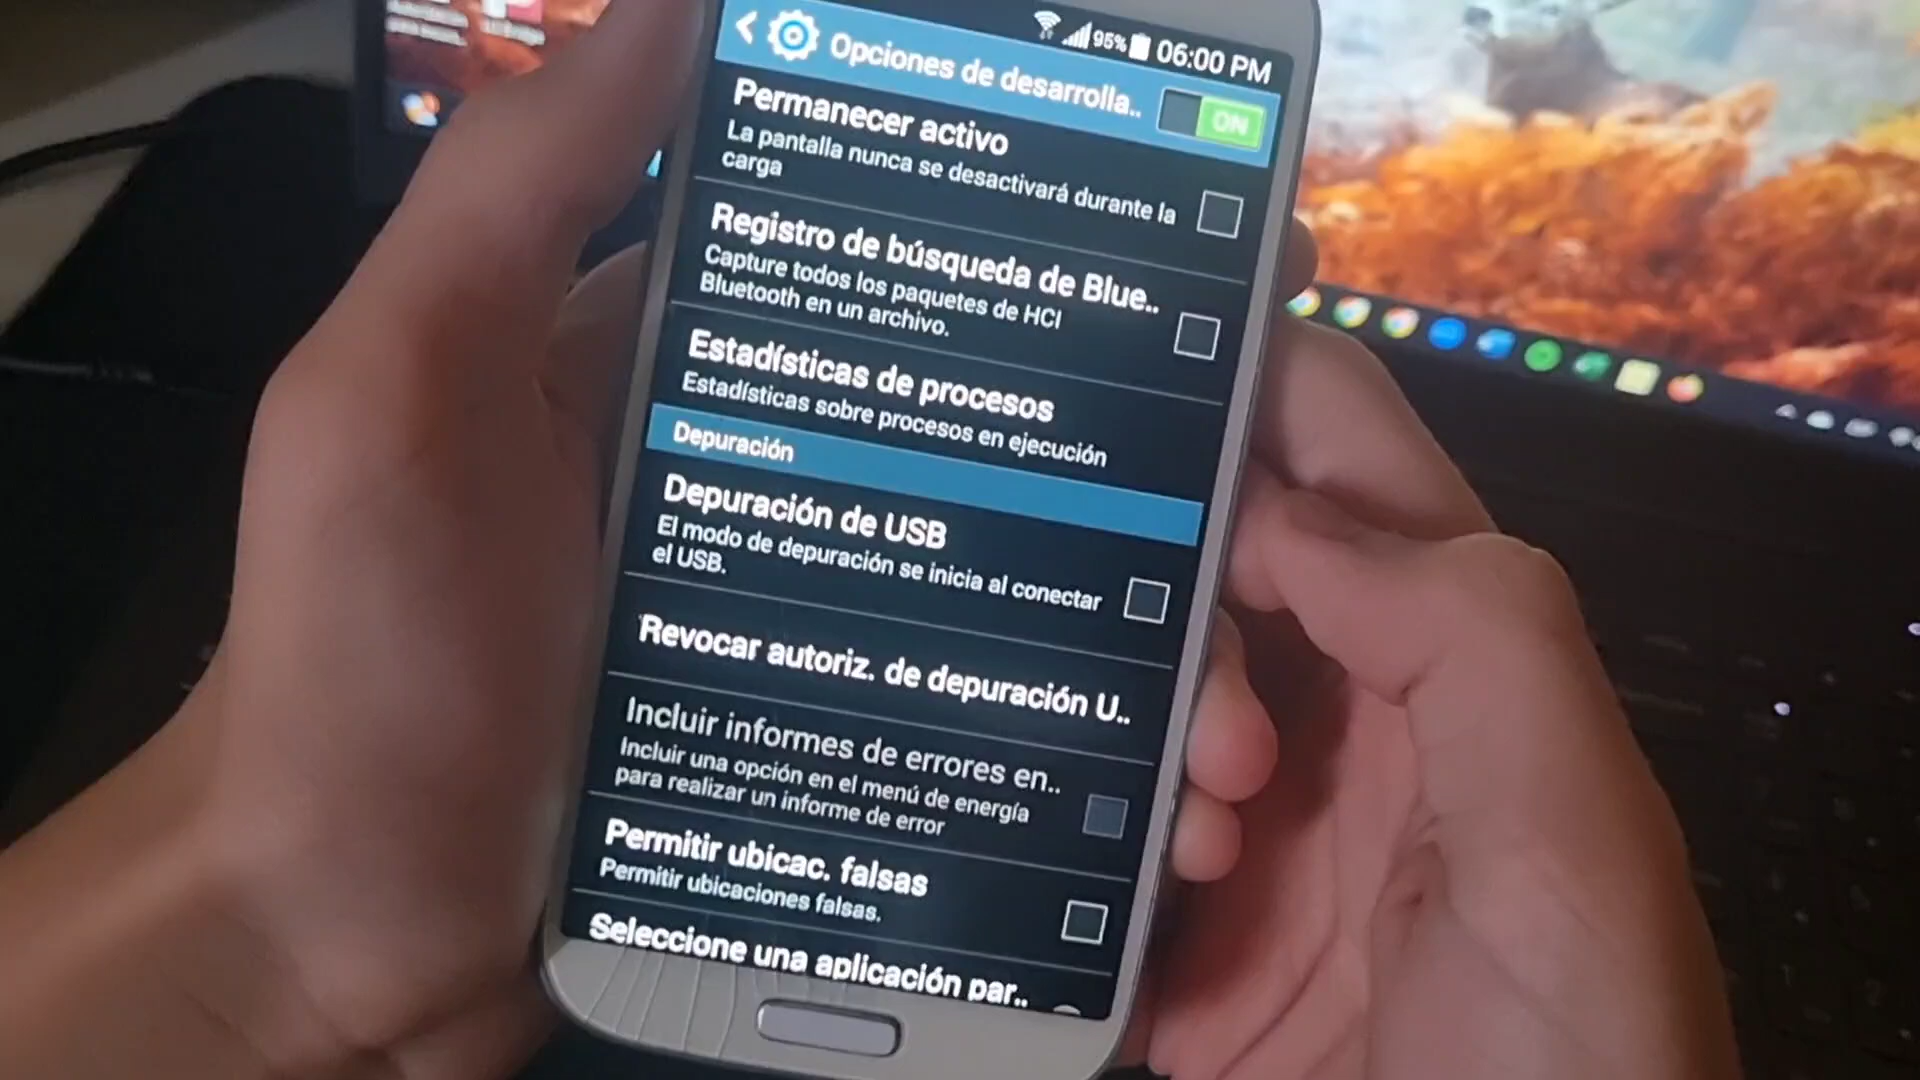 95% 06:00 PM
Opciones de desarrolla..
ON
Permanecer activo
La pantalla nunca se desactivará durante la
carga
Registro de búsqueda de Blue..
Capture todos los paquetes de HCI
Bluetooth en un archivo.
Estadísticas de procesos
Estadísticas sobre procesos en ejecución
Depuración
Depuración de USB
El modo de depuración se inicia al conectar
el USB.
Revocar autoriz. de depuración U..
Incluir informes de errores en..
Incluir una opción en el menú de energía
para realizar un informe de error
Permitir ubicac. falsas
Permitir ubicaciones falsas.
Seleccione una aplicación par..